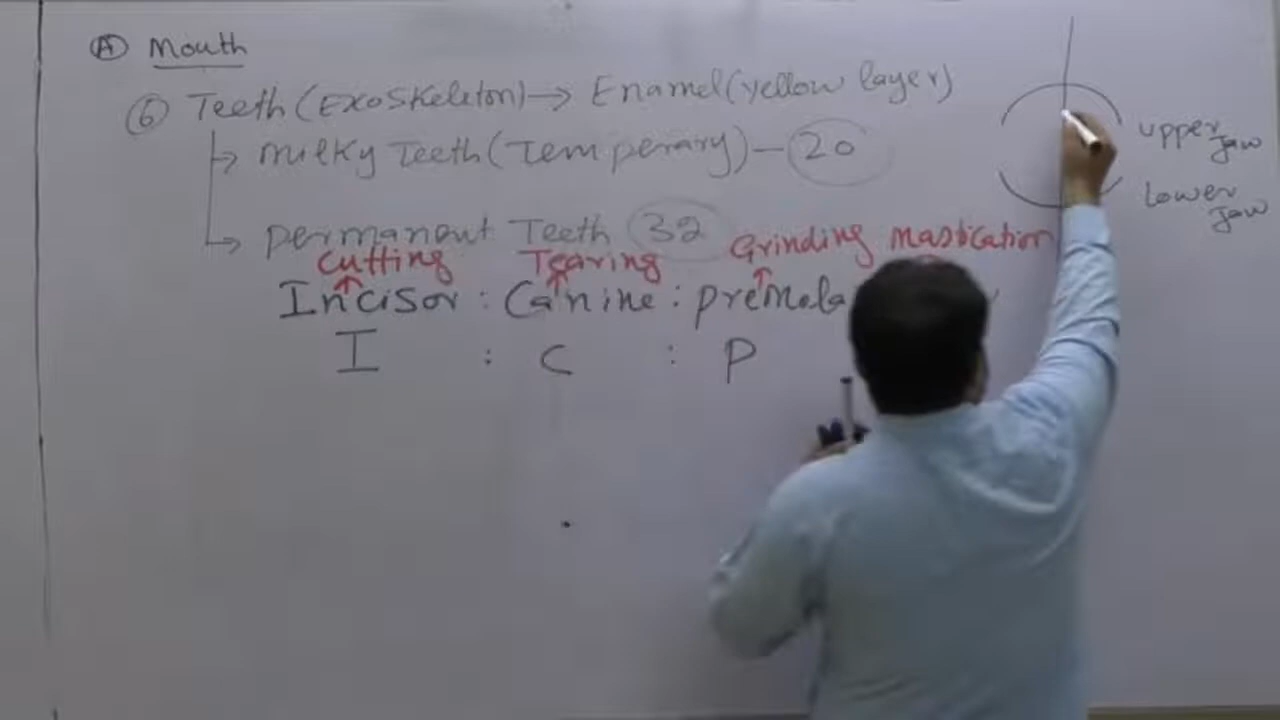 Ⓐ Mouth
⑥ Teeth (Exoskeleton) → Enamel (yellow layer)
→ Milky Teeth (Temperary) – 20
→ permanent Teeth 32
Cutting Tearing Grinding mastication
Incisor : Canine : preMola
I : C : P
upper Jaw
Lower Jaw